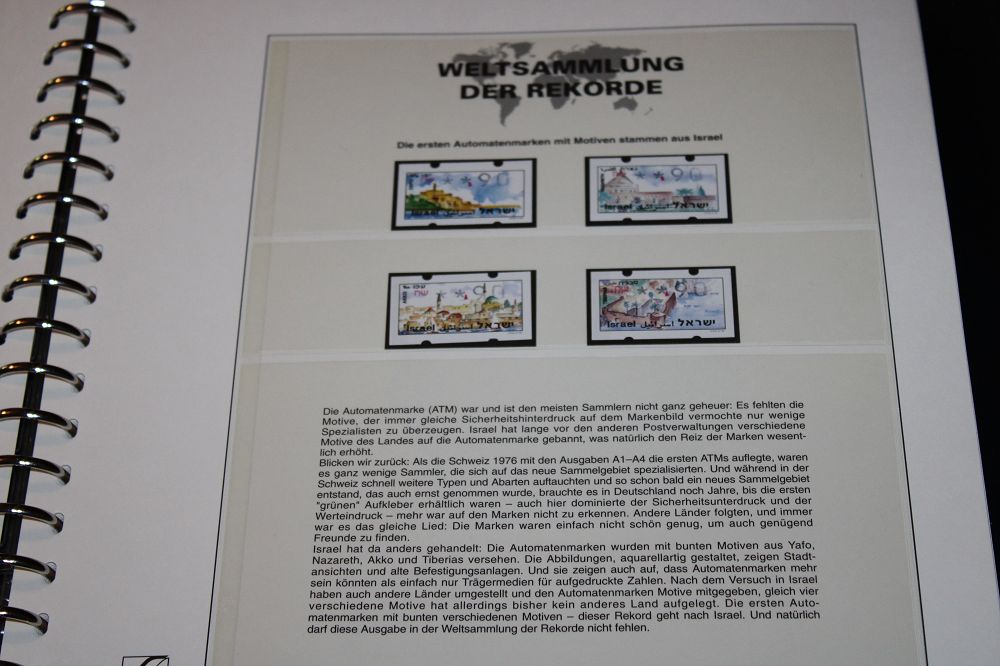 WELTSAMMLUNG
DER REKORDE
Die ersten Automatenmarken mit Motiven stammen aus Israel
90
Israel اسرائيل ישראל
90
Israel اسرائيل ישראל
90
Israel اسرائيل ישראל
90
Israel اسرائيل ישראל
Die Automatenmarke (ATM) war und ist den meisten Sammlern nicht ganz geheuer: Es fehlten die
Motive, der immer gleiche Sicherheitshinterdruck auf dem Markenbild vermochte nur wenige
Spezialisten zu überzeugen. Israel hat lange vor den anderen Postverwaltungen verschiedene
Motive des Landes auf die Automatenmarke gebannt, was natürlich den Reiz der Marken wesent-
lich erhöht.
Blicken wir zurück: Als die Schweiz 1976 mit den Ausgaben A1–A4 die ersten ATMs auflegte, waren
es ganz wenige Sammler, die sich auf das neue Sammelgebiet spezialisierten. Und während in der
Schweiz schnell weitere Typen und Abarten auftauchten und so schon bald ein neues Sammelgebiet
entstand, das auch ernst genommen wurde, brauchte es in Deutschland noch Jahre, bis die ersten
"grünen" Aufkleber erhältlich waren – auch hier dominierte der Sicherheitsunterdruck und der
Werteindruck – mehr war auf den Marken nicht zu erkennen. Andere Länder folgten, und immer
war es das gleiche Lied: Die Marken waren einfach nicht schön genug, um auch genügend
Freunde zu finden.
Israel hat da anders gehandelt: Die Automatenmarken wurden mit bunten Motiven aus Yafo,
Nazareth, Akko und Tiberias versehen. Die Abbildungen, aquarellartig gestaltet, zeigen Stadt-
ansichten und alte Befestigungsanlagen. Und sie zeigen auch auf, dass Automatenmarken mehr
sein könnten als einfach nur Trägermedien für aufgedruckte Zahlen. Nach dem Versuch in Israel
haben auch andere Länder umgestellt und den Automatenmarken Motive mitgegeben, gleich vier
verschiedene Motive hat allerdings bisher kein anderes Land aufgelegt. Die ersten Auto-
matenmarken mit bunten verschiedenen Motiven – dieser Rekord geht nach Israel. Und natürlich
darf diese Ausgabe in der Weltsammlung der Rekorde nicht fehlen.